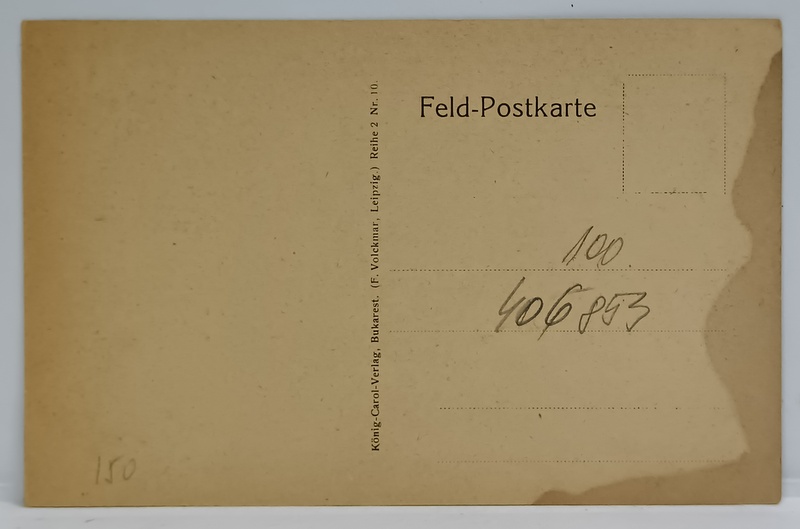 Feld-Postkarte
König-Carol-Verlag, Bukarest. (F. Volckmar, Leipzig.) Reihe 2 Nr. 10.
100
406853
150